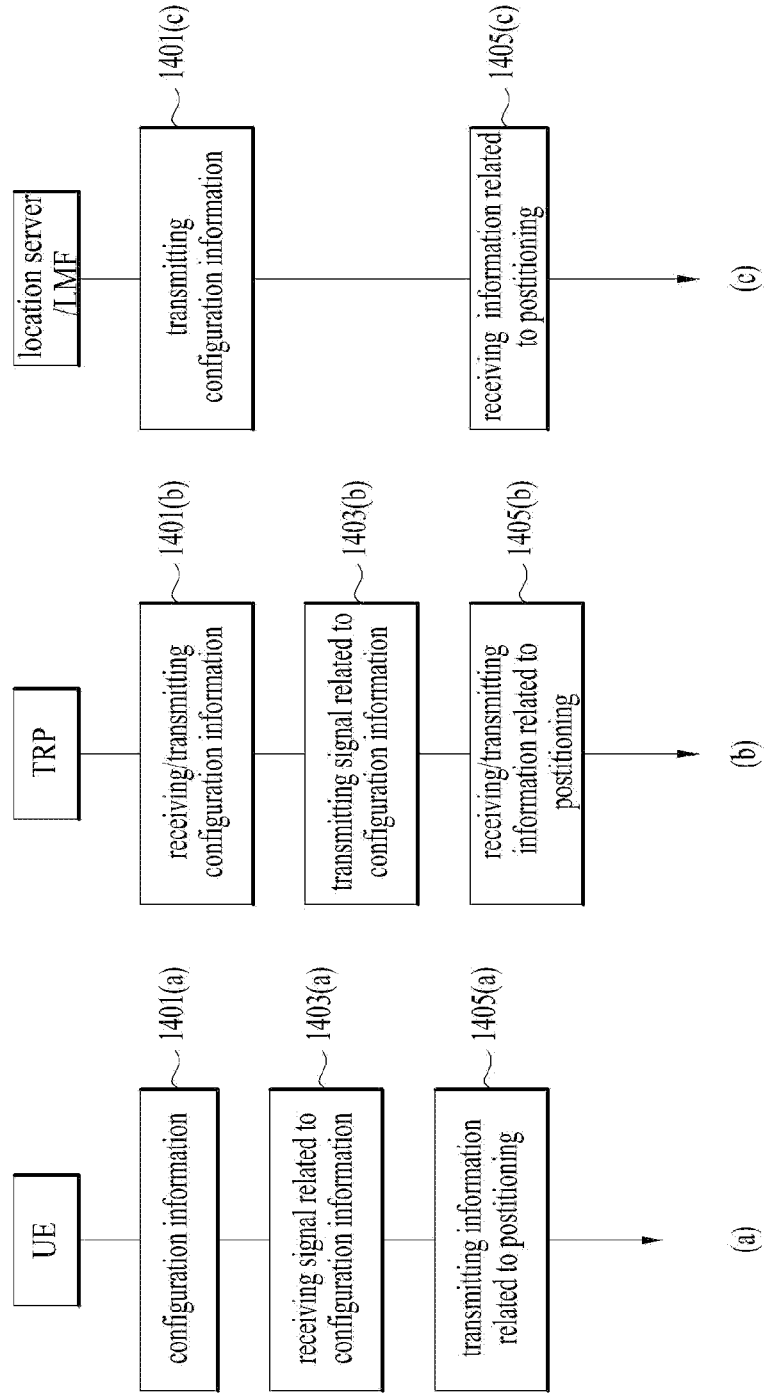 UE
configuration information
1401(a)
receiving signal related to
configuration information
1403(a)
transmitting information
related to postitioning
1405(a)
(a)
TRP
receiving/transmitting
configuration information
1401(b)
transmitting signal related to
configuration information
1403(b)
receiving/transmitting
information related to
postitioning
1405(b)
(b)
location server
/LMF
transmitting
configuration information
1401(c)
receiving information related
to postitioning
1405(c)
(c)